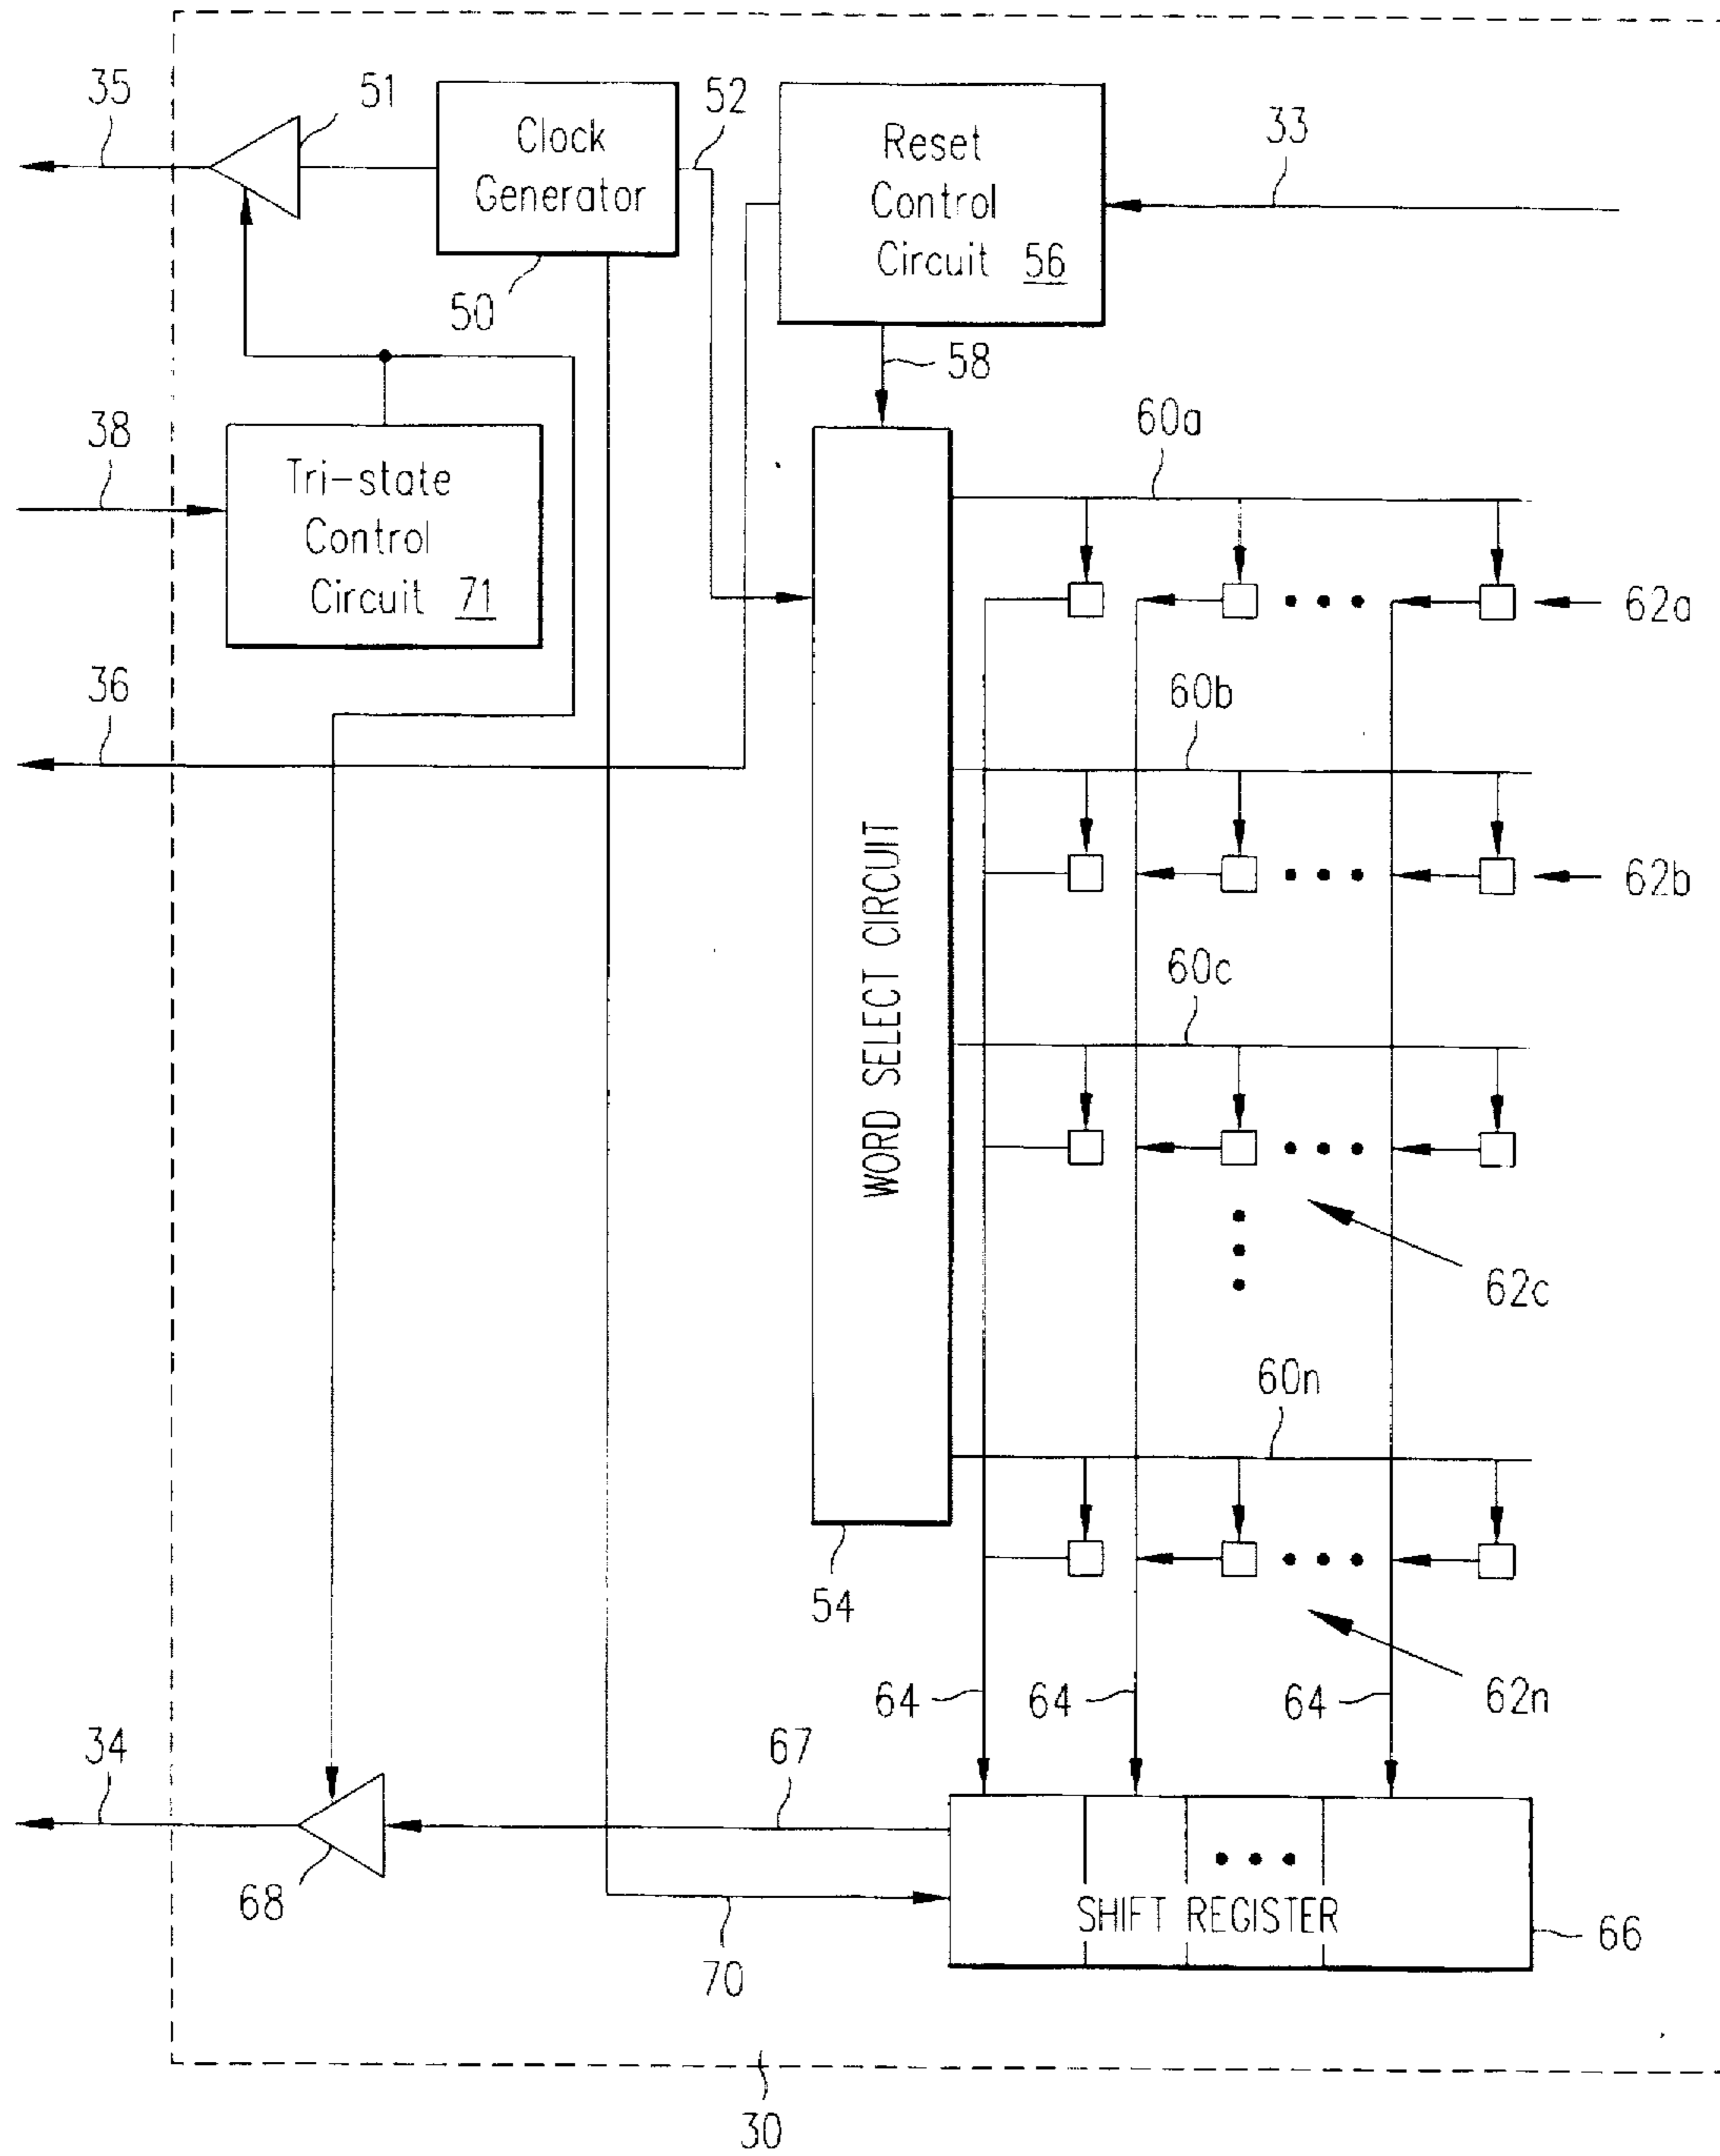 35
51
Clock
Generator
52
Reset
Control
Circuit 56
33
50
58
38
Tri-state
Control
Circuit 71
60a
62a
36
60b
62b
WORD SELECT CIRCUIT
60c
62c
60n
54
64
64
64
62n
34
67
68
SHIFT REGISTER
66
70
30